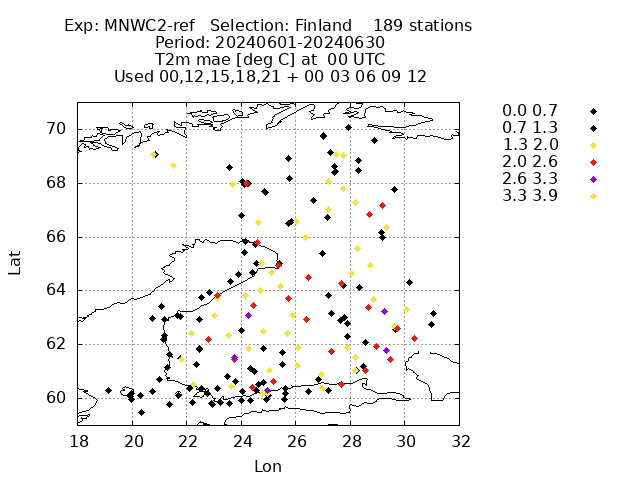 Exp: MNWC2-ref Selection: Finland 189 stations
Period: 20240601-20240630
T2m mae [deg C] at 00 UTC
Used 00,12,15,18,21 + 00 03 06 09 12
0.0 0.7
0.7 1.3
1.3 2.0
2.0 2.6
2.6 3.3
3.3 3.9
70
68
66
64
62
60
Lat
18 20 22 24 26 28 30 32
Lon